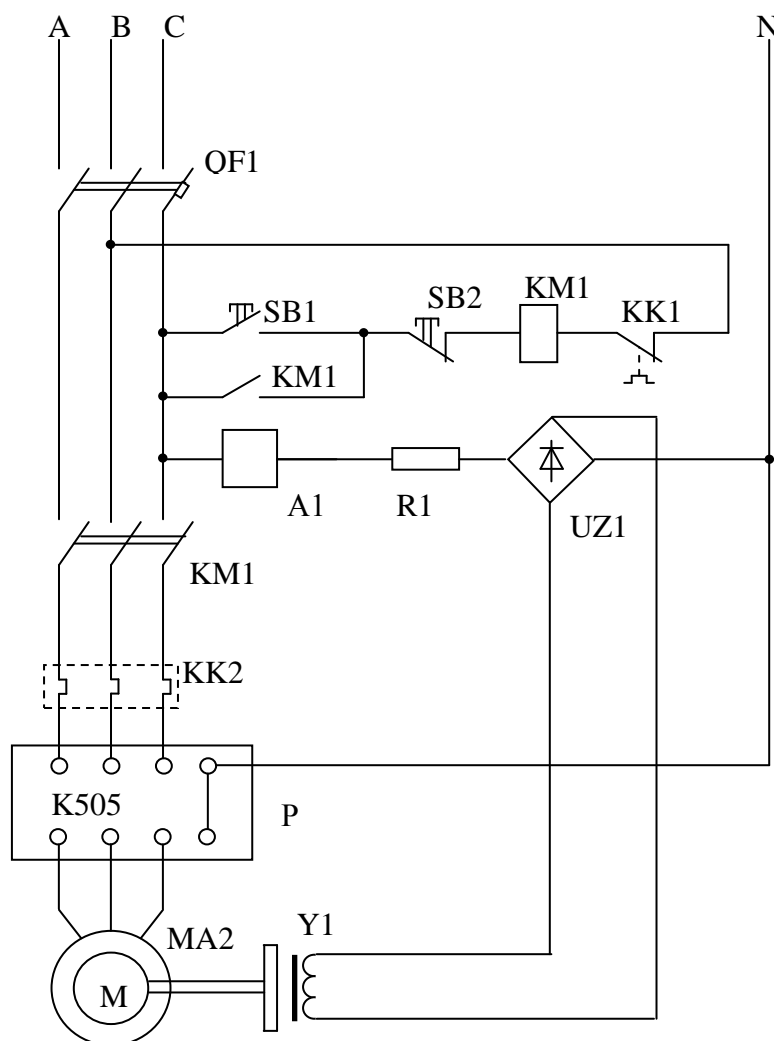 A B C N
QF1
SB1 SB2 KM1 KK1
KM1
A1 R1 UZ1
KM1
KK2
K505 P
MA2 Y1
M